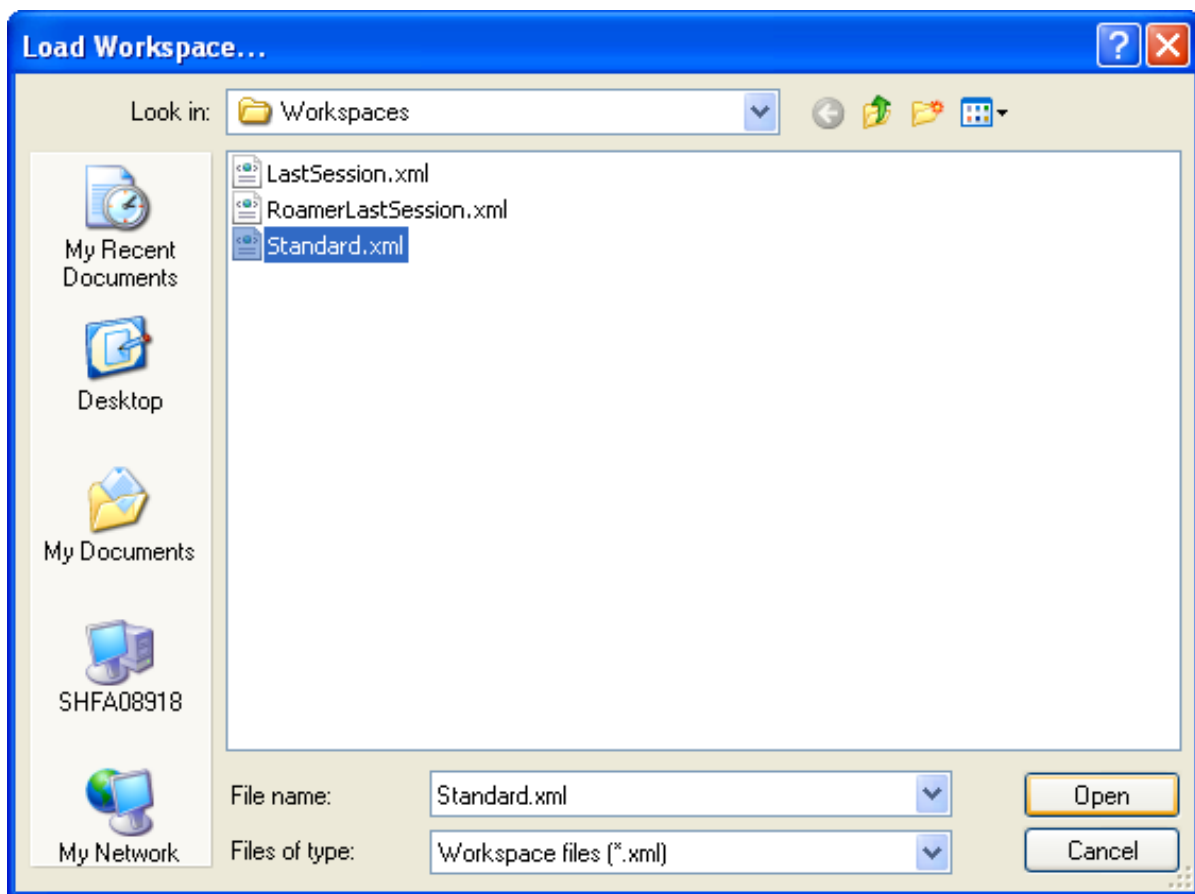 Load Workspace...
Look in:
Workspaces
LastSession.xml
RoamerLastSession.xml
Standard.xml
My Recent
Documents
Desktop
My Documents
SHFA08918
My Network
File name:
Standard.xml
Open
Files of type:
Workspace files (*.xml)
Cancel